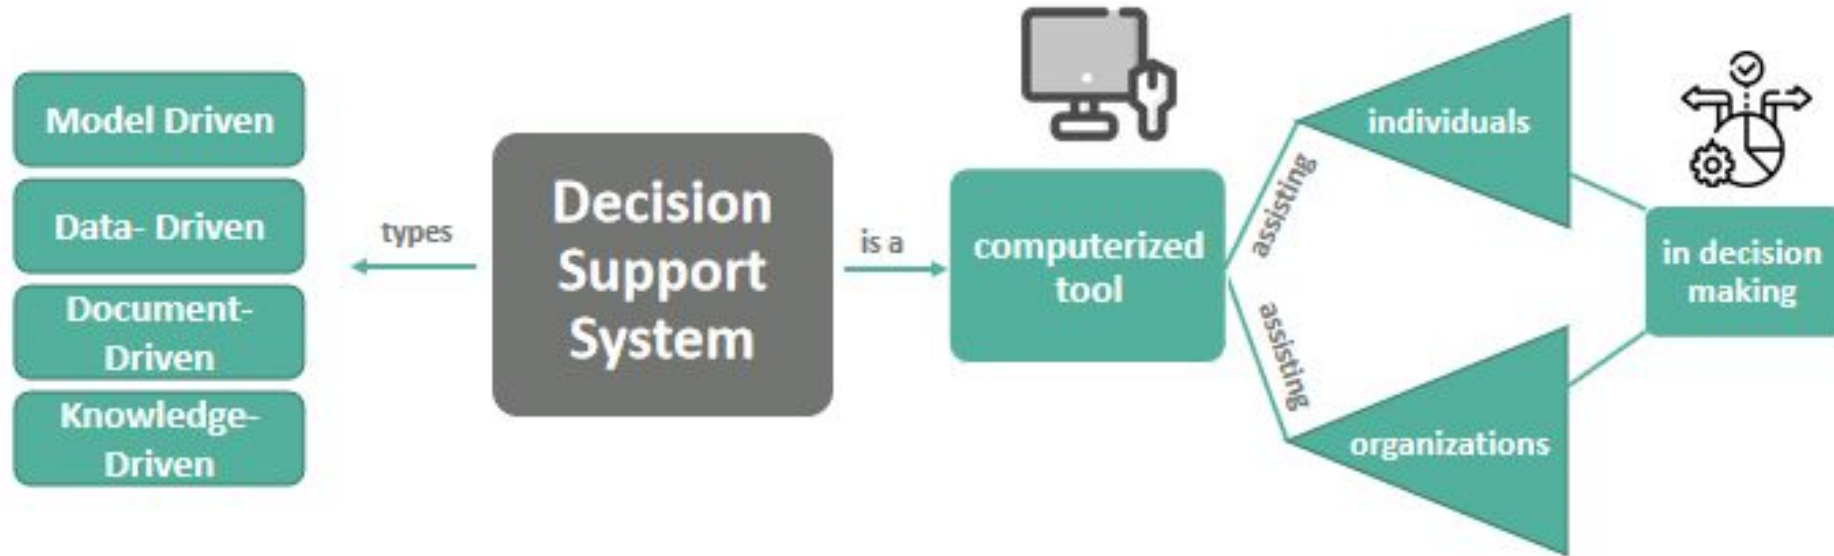 Model Driven
Data- Driven
Document-
Driven
Knowledge-
Driven
types
Decision
Support
System
is a
computerized
tool
assisting
assisting
individuals
organizations
in decision
making